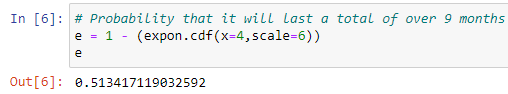 In [6]: # Probability that it will last a total of over 9 months
e = 1 - (expon.cdf(x=4,scale=6))
e
Out[6]: 0.513417119032592